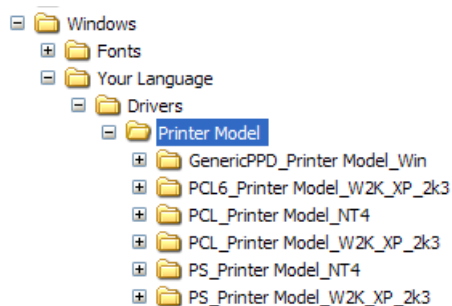 Windows
Fonts
Your Language
Drivers
Printer Model
GenericPPD_Printer Model_Win
PCL6_Printer Model_W2K_XP_2k3
PCL_Printer Model_NT4
PCL_Printer Model_W2K_XP_2k3
PS_Printer Model_NT4
PS_Printer Model_W2K_XP_2k3